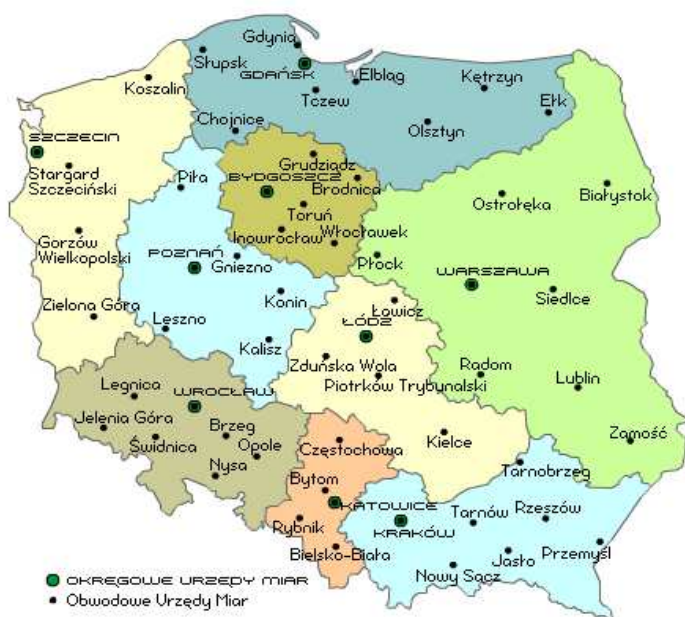 Gdynia
Słupsk
GDAŃSK
Elbląg
Kętrzyn
Koszalin
Tczew
Ełk
Chojnice
Olsztyn
SZCZECIN
Stargard
Szczeciński
Piła
Grudziądz
BYDGOSZCZ
Brodnica
Białystok
Ostrołęka
Toruń
Gorzów
Wielkopolski
Inowrocław
Włocławek
POZNAŃ
Gniezno
Płock
WARSZAWA
Siedlce
Konin
Zielona Góra
Łowicz
Leszno
ŁÓDŹ
Kalisz
Zduńska Wola
Piotrków Trybunalski
Radom
Lublin
Legnica
WROCŁAW
Jelenia Góra
Świdnica
Brzeg
Opole
Nysa
Częstochowa
Kielce
Zamość
Tarnobrzeg
Bytom
KATOWICE
KRAKÓW
Tarnów
Rzeszów
Rybnik
Bielsko-Biała
Nowy Sącz
Jasło
Przemyśl
OKRĘGOWE URZĘDY MIAR
Obwodowe Urzędy Miar